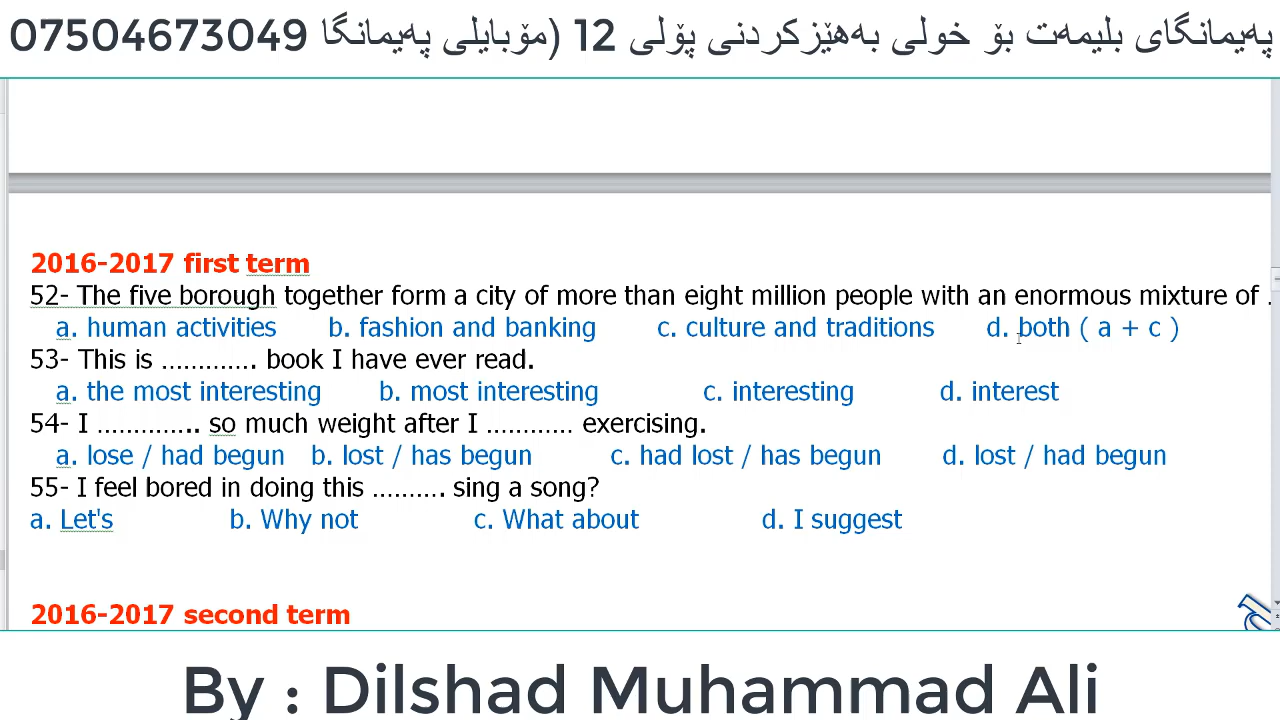 پەیمانگای بلیمەت بۆ خولی بەهێزکردنی پۆلی 12 (مۆبایلی پەیمانگا 07504673049
2016-2017 first term
52- The five borough together form a city of more than eight million people with an enormous mixture of .
a. human activities b. fashion and banking c. culture and traditions d. both ( a + c )
53- This is …………. book I have ever read.
a. the most interesting b. most interesting c. interesting d. interest
54- I ………….. so much weight after I ………… exercising.
a. lose / had begun b. lost / has begun c. had lost / has begun d. lost / had begun
55- I feel bored in doing this ………. sing a song?
a. Let's b. Why not c. What about d. I suggest
2016-2017 second term
By : Dilshad Muhammad Ali